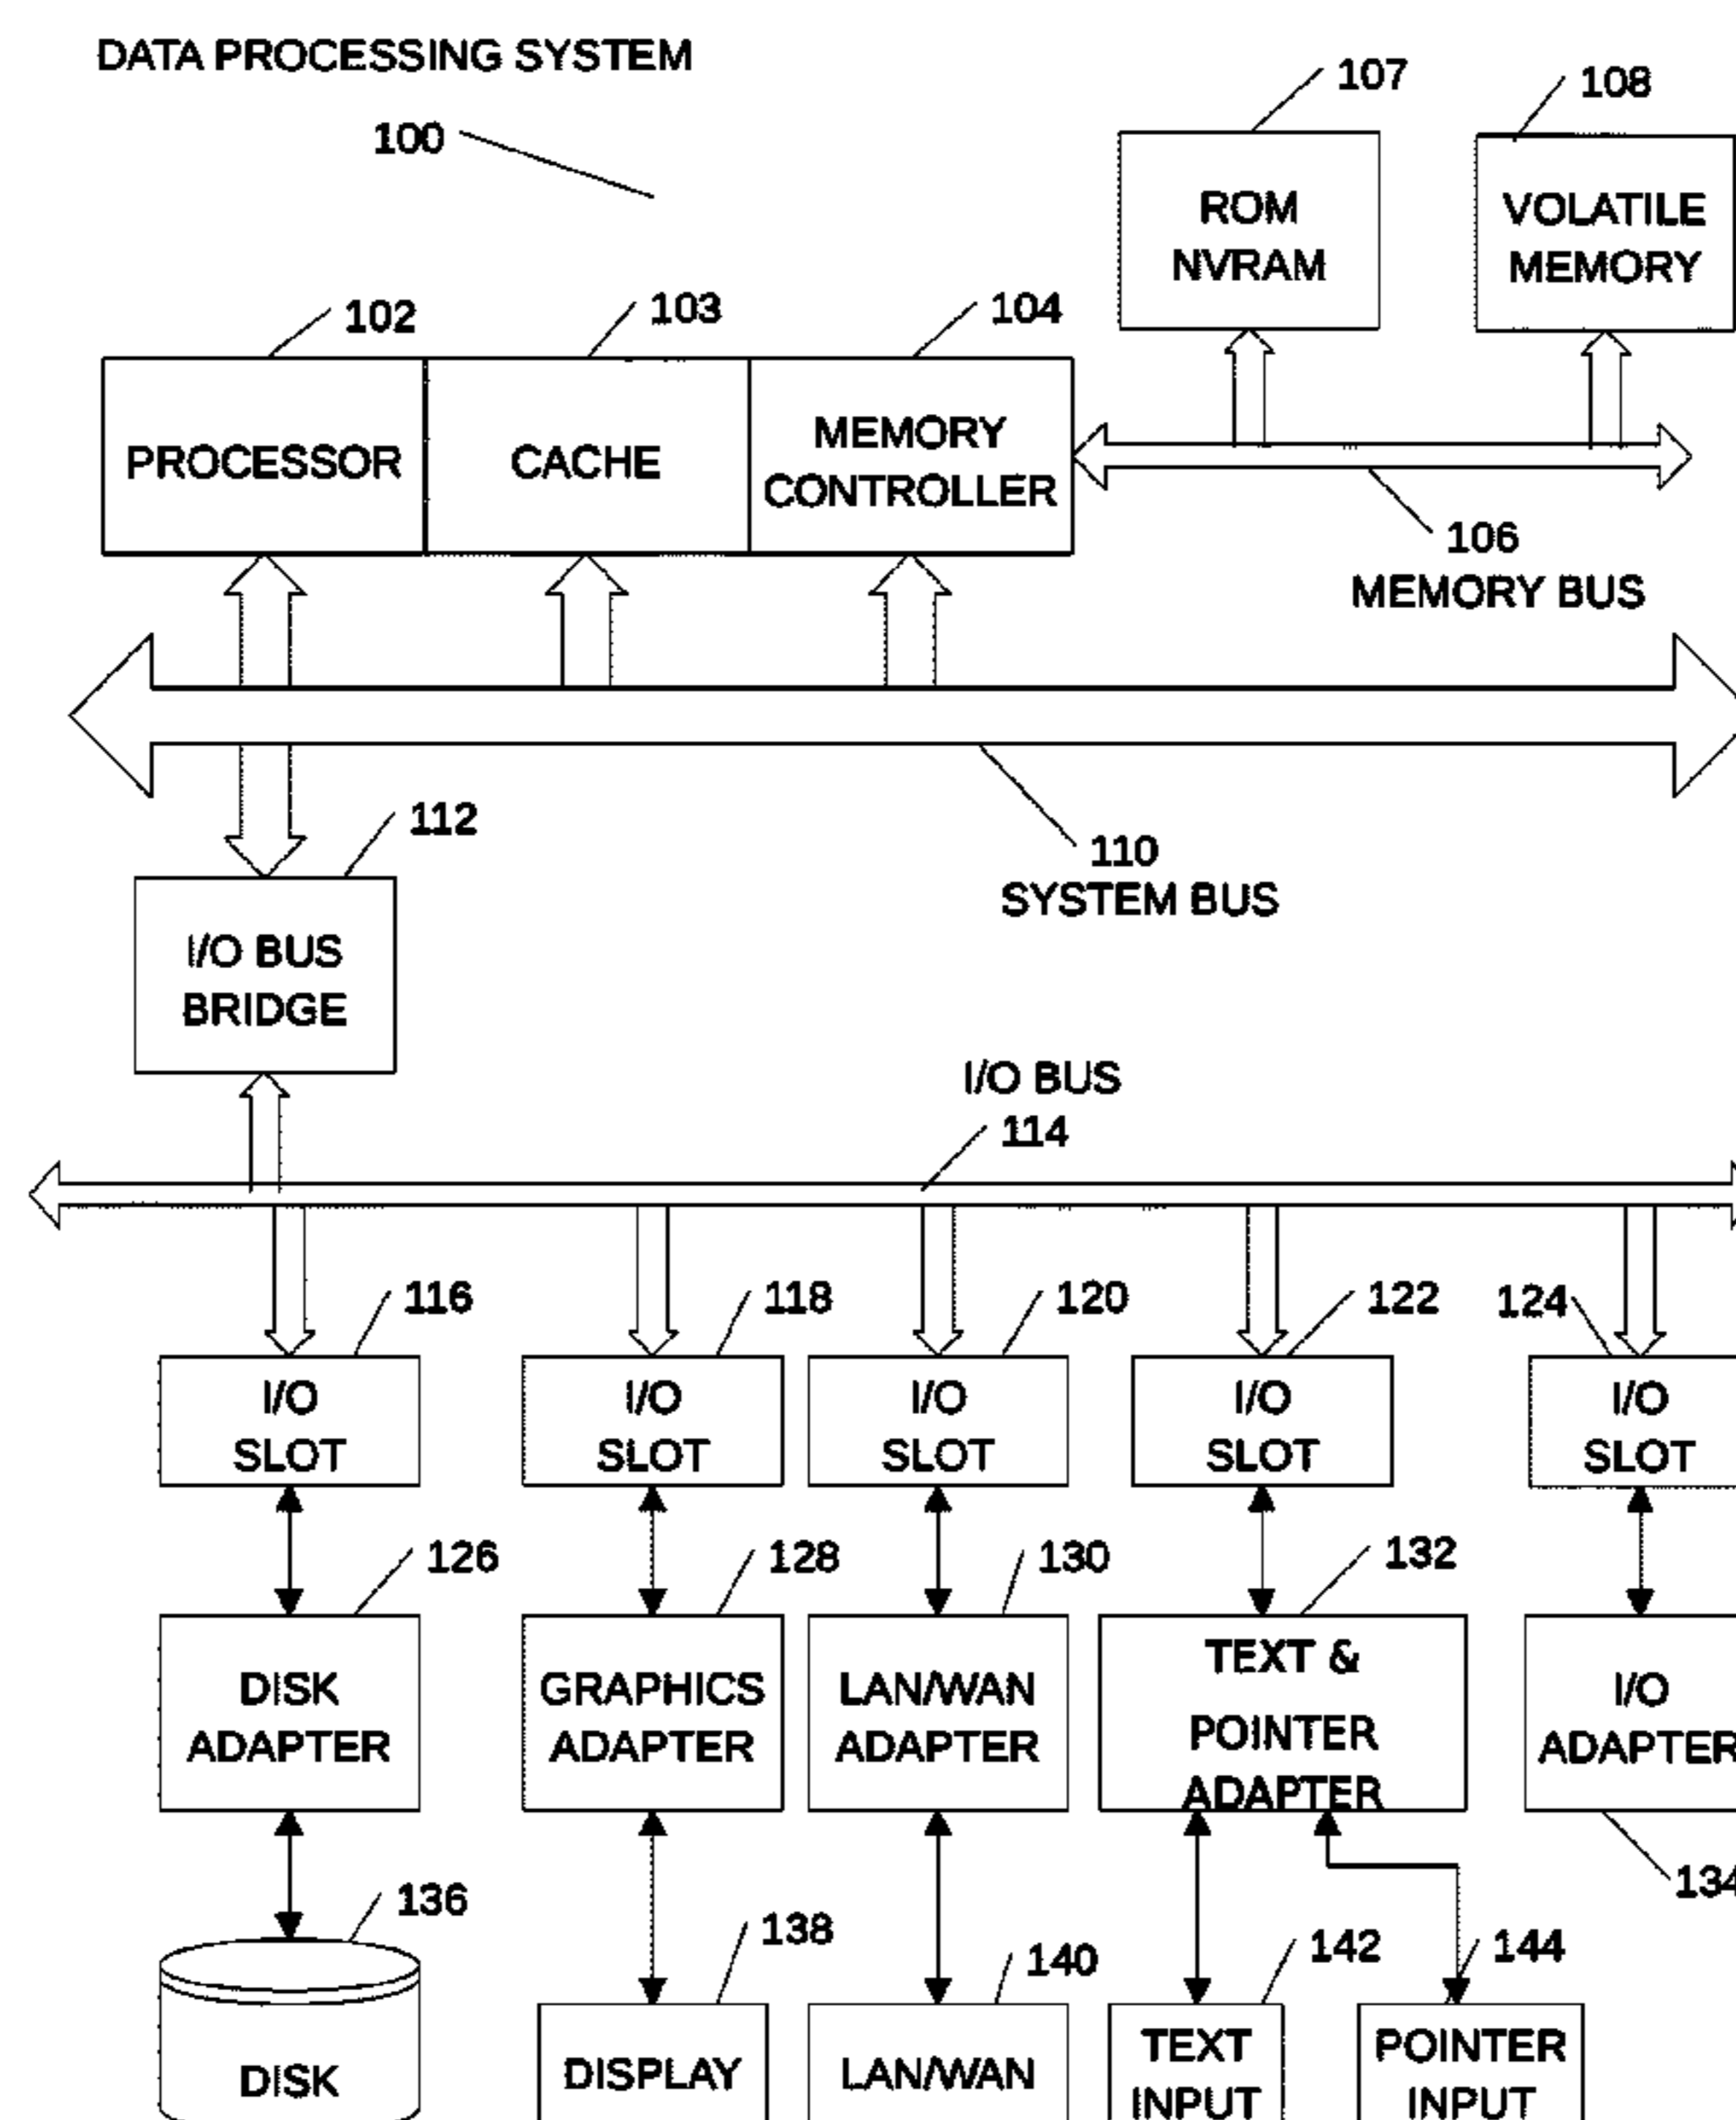 DATA PROCESSING SYSTEM
100
107
108
ROM
NVRAM
VOLATILE
MEMORY
102
103
104
PROCESSOR
CACHE
MEMORY
CONTROLLER
106
MEMORY BUS
110
SYSTEM BUS
112
I/O BUS
BRIDGE
I/O BUS
114
116
118
120
122
124
I/O
SLOT
I/O
SLOT
I/O
SLOT
I/O
SLOT
I/O
SLOT
126
128
130
132
DISK
ADAPTER
GRAPHICS
ADAPTER
LAN/WAN
ADAPTER
TEXT &
POINTER
ADAPTER
I/O
ADAPTER
134
136
138
140
142
144
DISK
DISPLAY
LAN/WAN
TEXT
INPUT
POINTER
INPUT